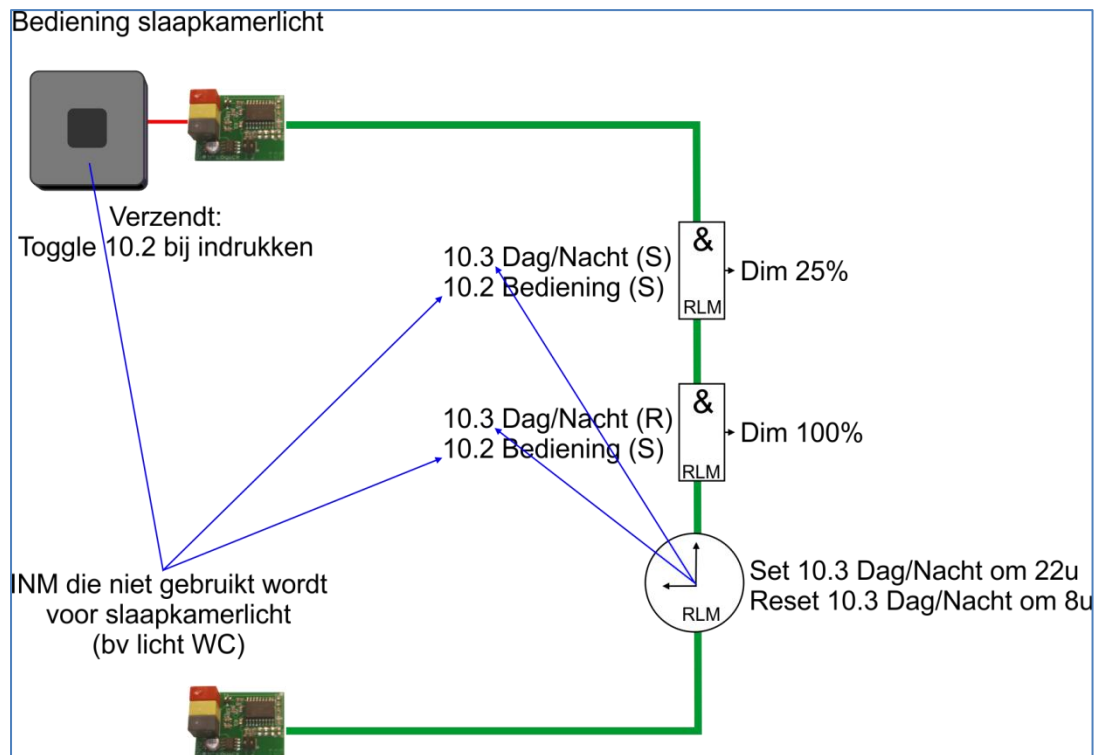 Bediening slaapkamerlicht
Verzendt:
Toggle 10.2 bij indrukken
&
10.3 Dag/Nacht (S)
10.2 Bediening (S)
Dim 25%
RLM
&
10.3 Dag/Nacht (R)
10.2 Bediening (S)
Dim 100%
RLM
INM die niet gebruikt wordt
voor slaapkamerlicht
(bv licht WC)
Set 10.3 Dag/Nacht om 22u
Reset 10.3 Dag/Nacht om 8u
RLM